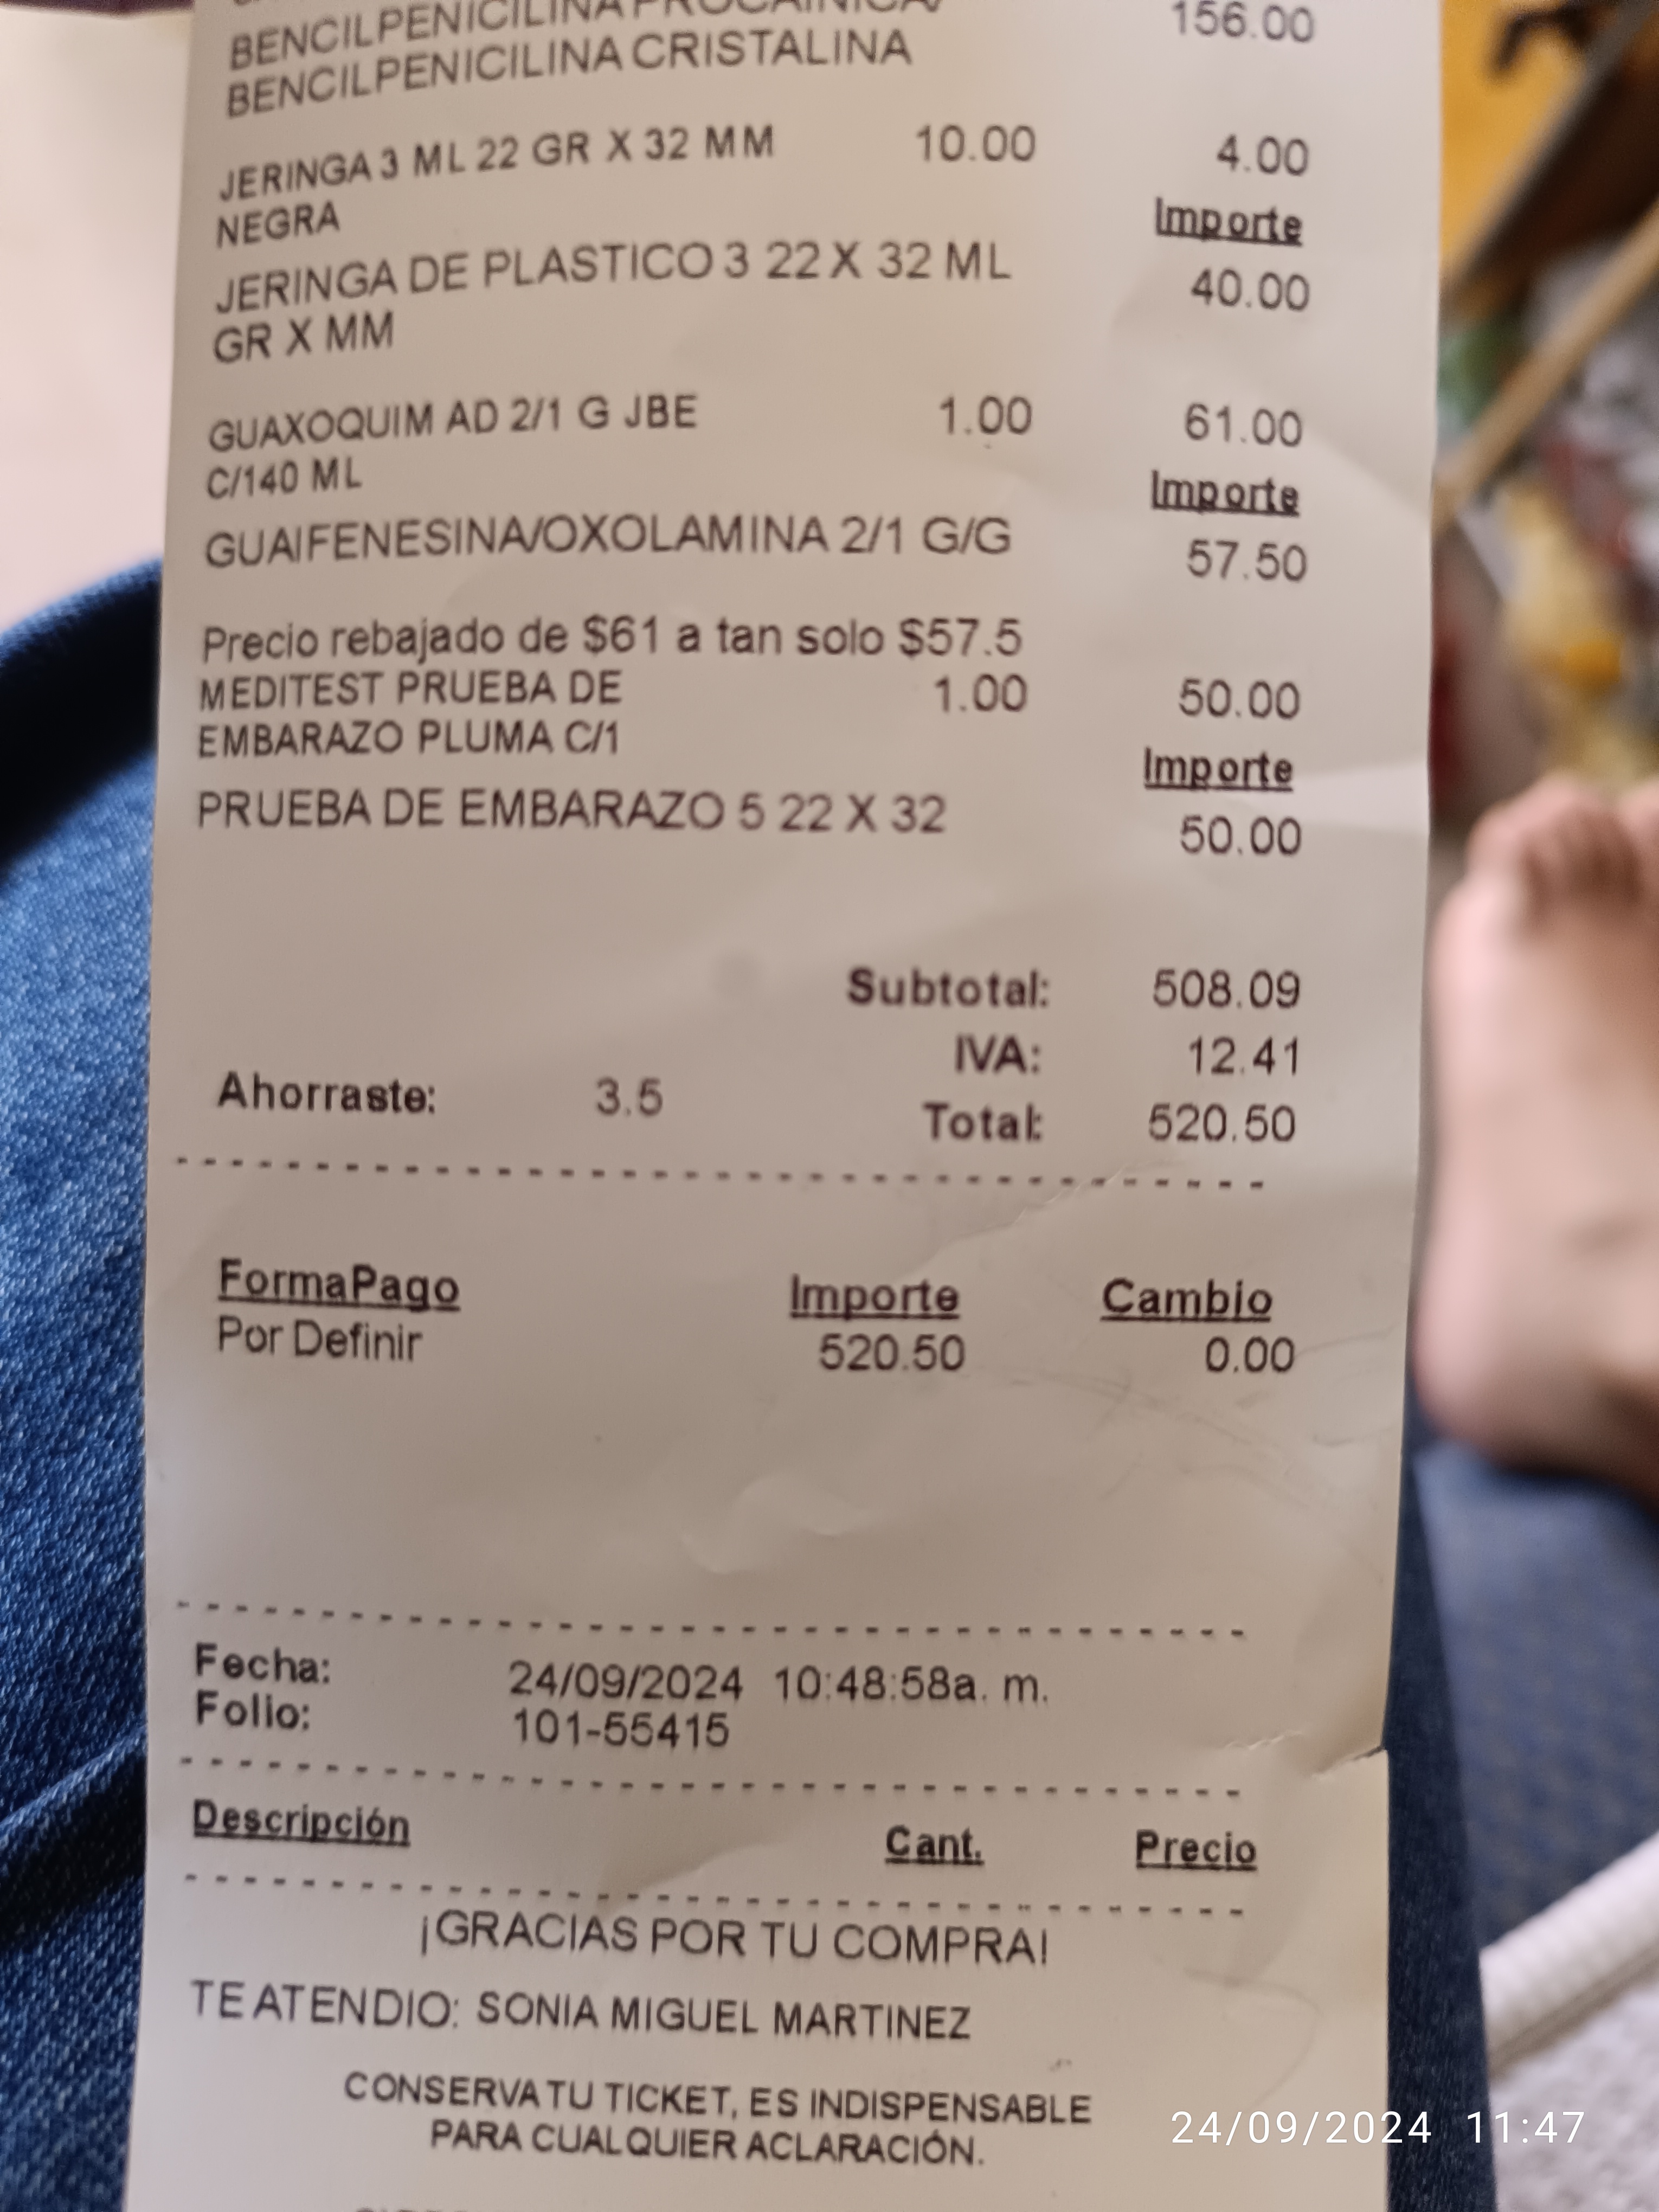 BENCILPENICILINA PROCAINICA/
BENCILPENICILINA CRISTALINA 156.00
JERINGA 3 ML 22 GR X 32 MM 10.00 4.00
NEGRA Importe
JERINGA DE PLASTICO 3 22 X 32 ML 40.00
GR X MM
GUAXOQUIM AD 2/1 G JBE 1.00 61.00
C/140 ML Importe
GUAIFENESINA/OXOLAMINA 2/1 G/G 57.50
Precio rebajado de $61 a tan solo $57.5
MEDITEST PRUEBA DE 1.00 50.00
EMBARAZO PLUMA C/1 Importe
PRUEBA DE EMBARAZO 5 22 X 32 50.00
Subtotal: 508.09
IVA: 12.41
Ahorraste: 3.5 Total: 520.50
FormaPago Importe Cambio
Por Definir 520.50 0.00
Fecha: 24/09/2024 10:48:58a. m.
Folio: 101-55415
Descripción Cant. Precio
¡GRACIAS POR TU COMPRA!
TE ATENDIO: SONIA MIGUEL MARTINEZ
CONSERVA TU TICKET, ES INDISPENSABLE
PARA CUALQUIER ACLARACIÓN.
24/09/2024 11:47